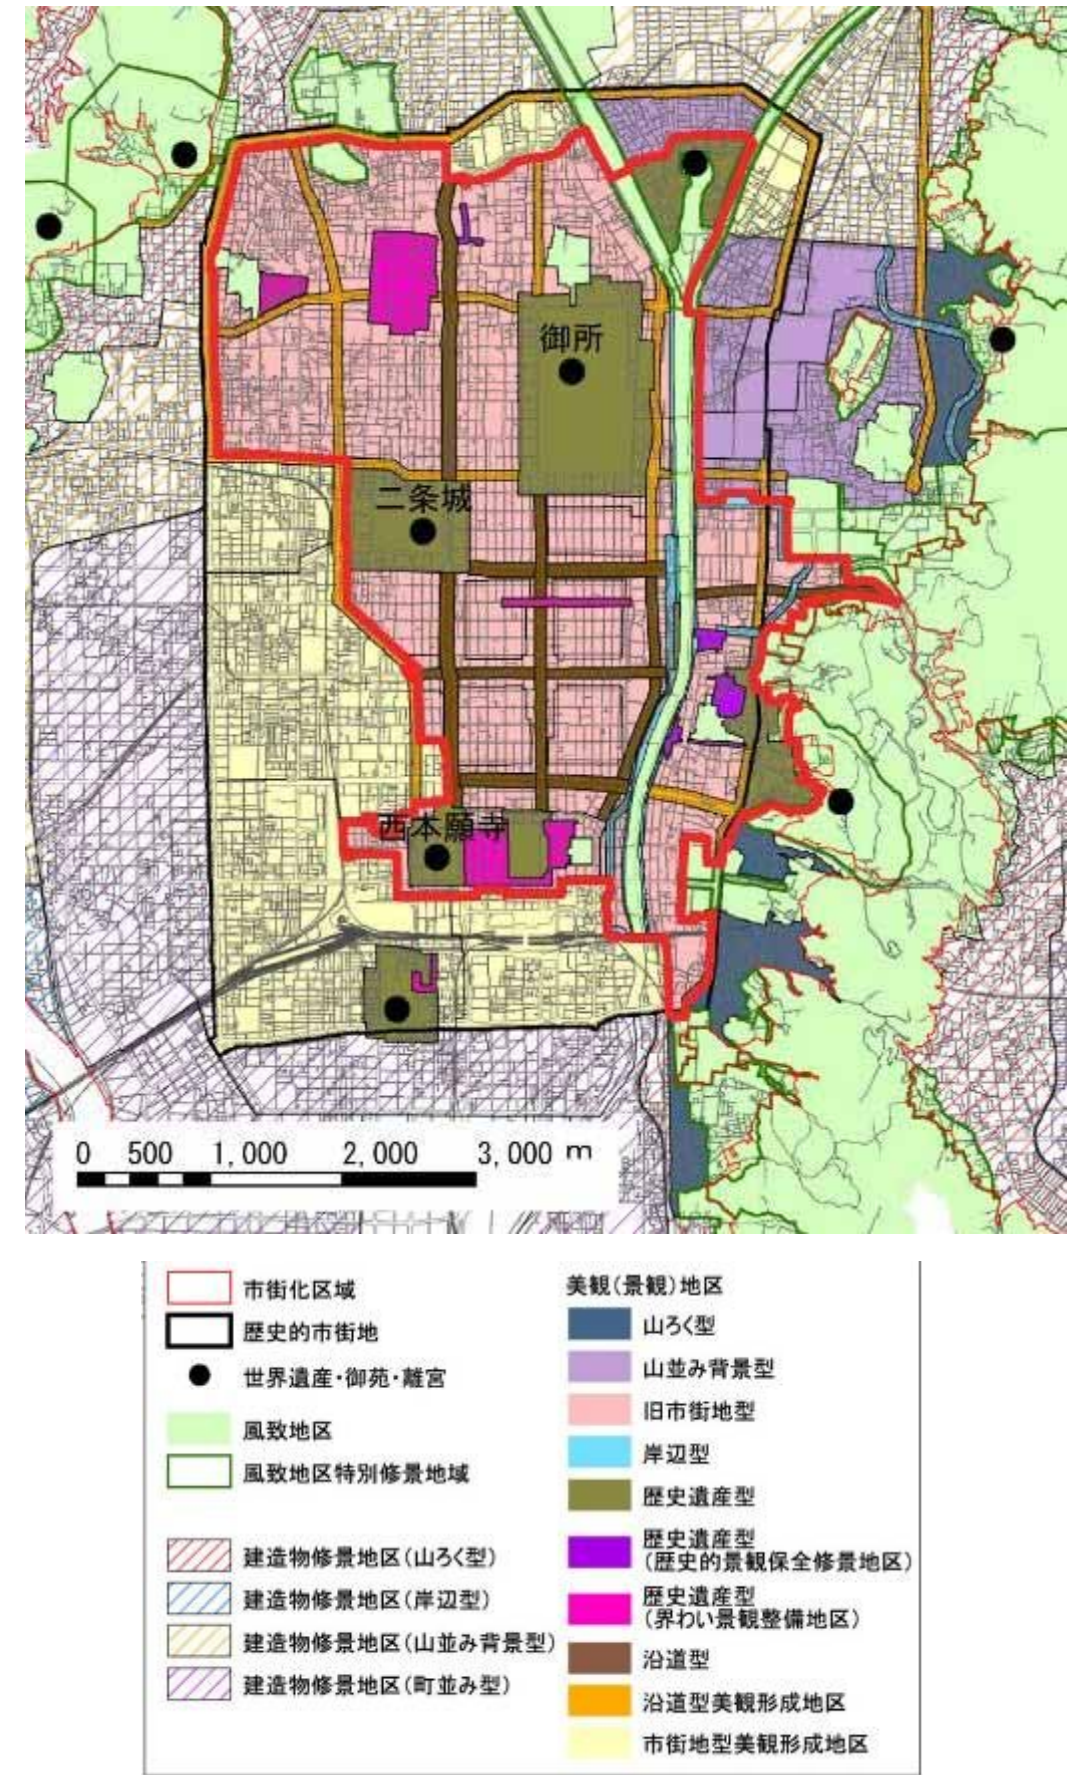 御所
二条城
西本願寺
0 500 1,000 2,000 3,000 m
市街化区域
歴史的市街地
世界遺産・御苑・離宮
風致地区
風致地区特別修景地域
建造物修景地区(山ろく型)
建造物修景地区(岸辺型)
建造物修景地区(山並み背景型)
建造物修景地区(町並み型)
美観(景観)地区
山ろく型
山並み背景型
旧市街地型
岸辺型
歴史遺産型
歴史遺産型
(歴史的景観保全修景地区)
歴史遺産型
(界わい景観整備地区)
沿道型
沿道型美観形成地区
市街地型美観形成地区